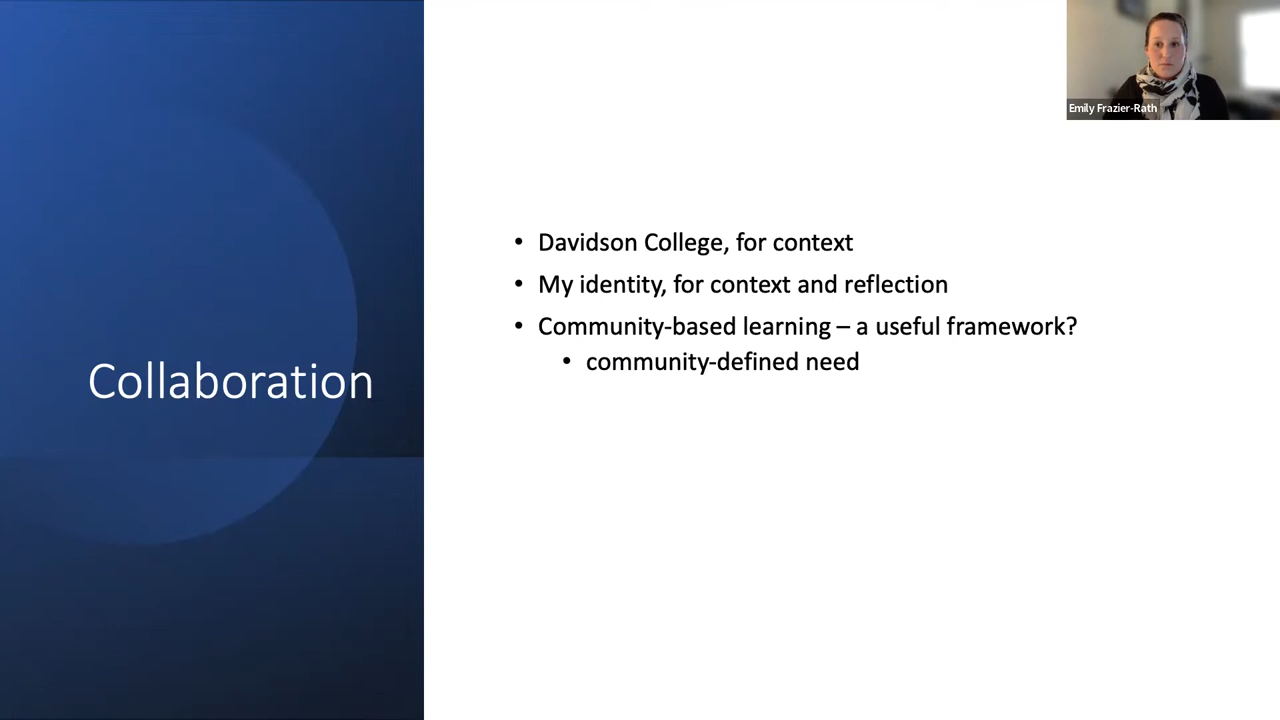 Emily Frazier-Rath
Collaboration
• Davidson College, for context
• My identity, for context and reflection
• Community-based learning – a useful framework?
• community-defined need